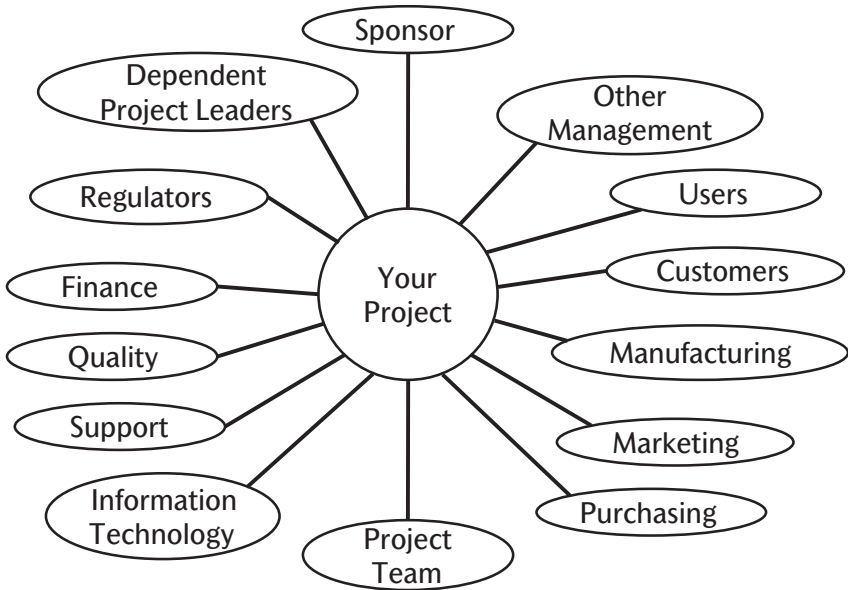 Sponsor
Dependent
Project Leaders
Other
Management
Regulators
Users
Finance
Your
Project
Customers
Quality
Manufacturing
Support
Marketing
Information
Technology
Purchasing
Project
Team